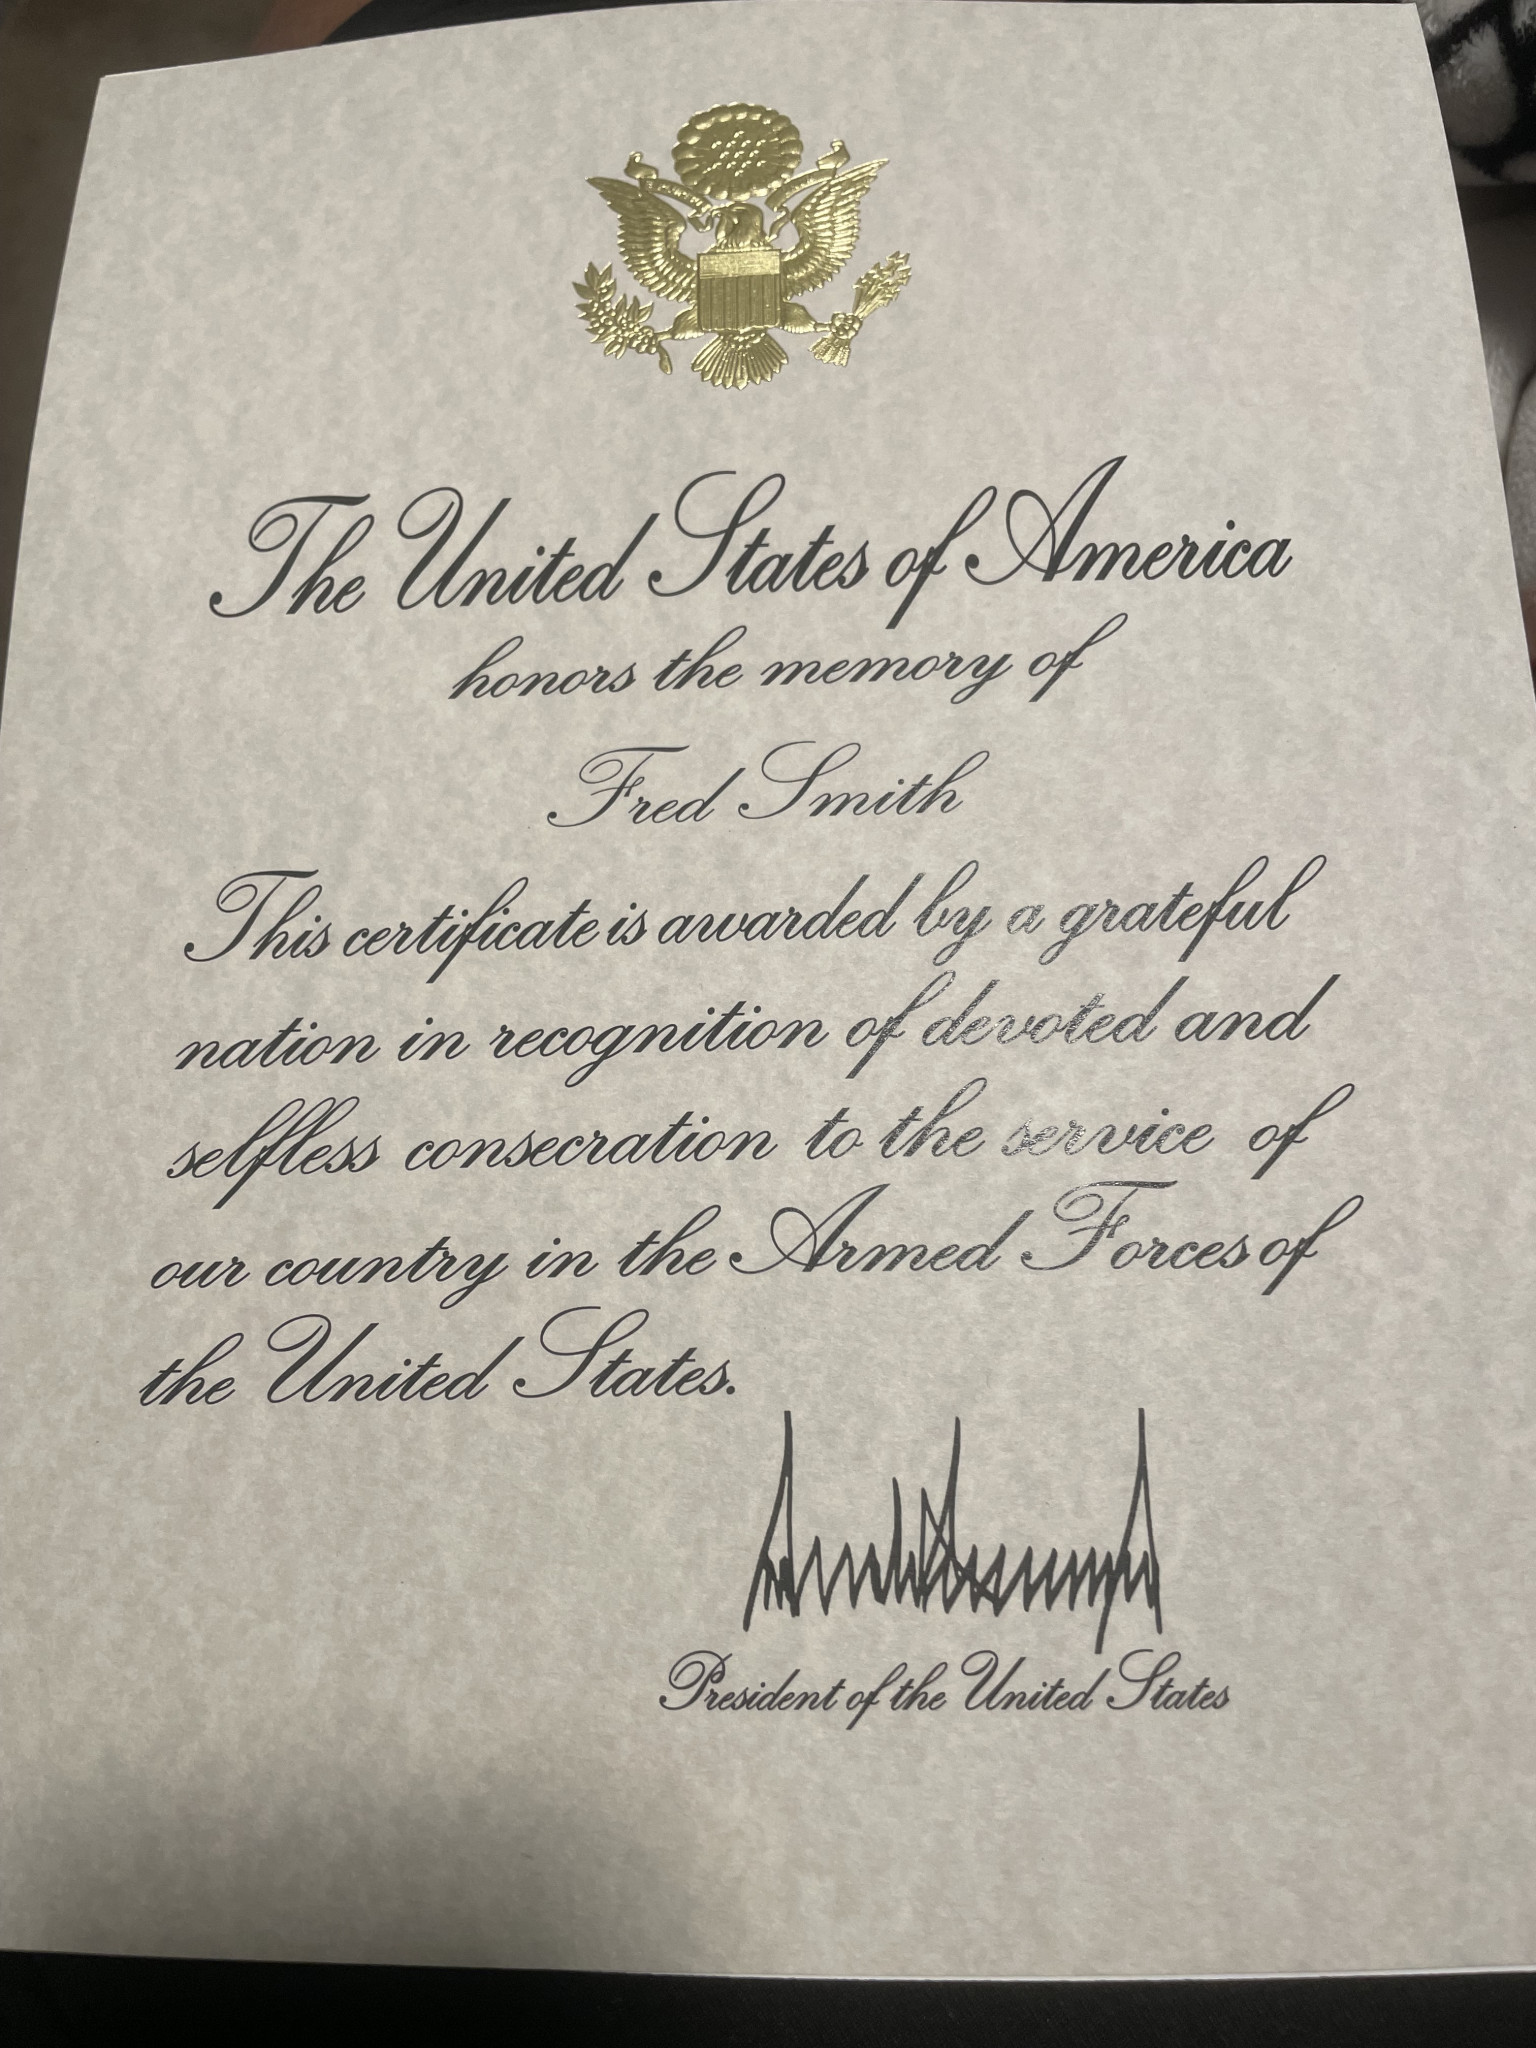 The United States of America
honors the memory of
Fred Smith
This certificate is awarded by a grateful
nation in recognition of devoted and
selfless consecration to the service of
our country in the Armed Forces of
the United States.
President of the United States